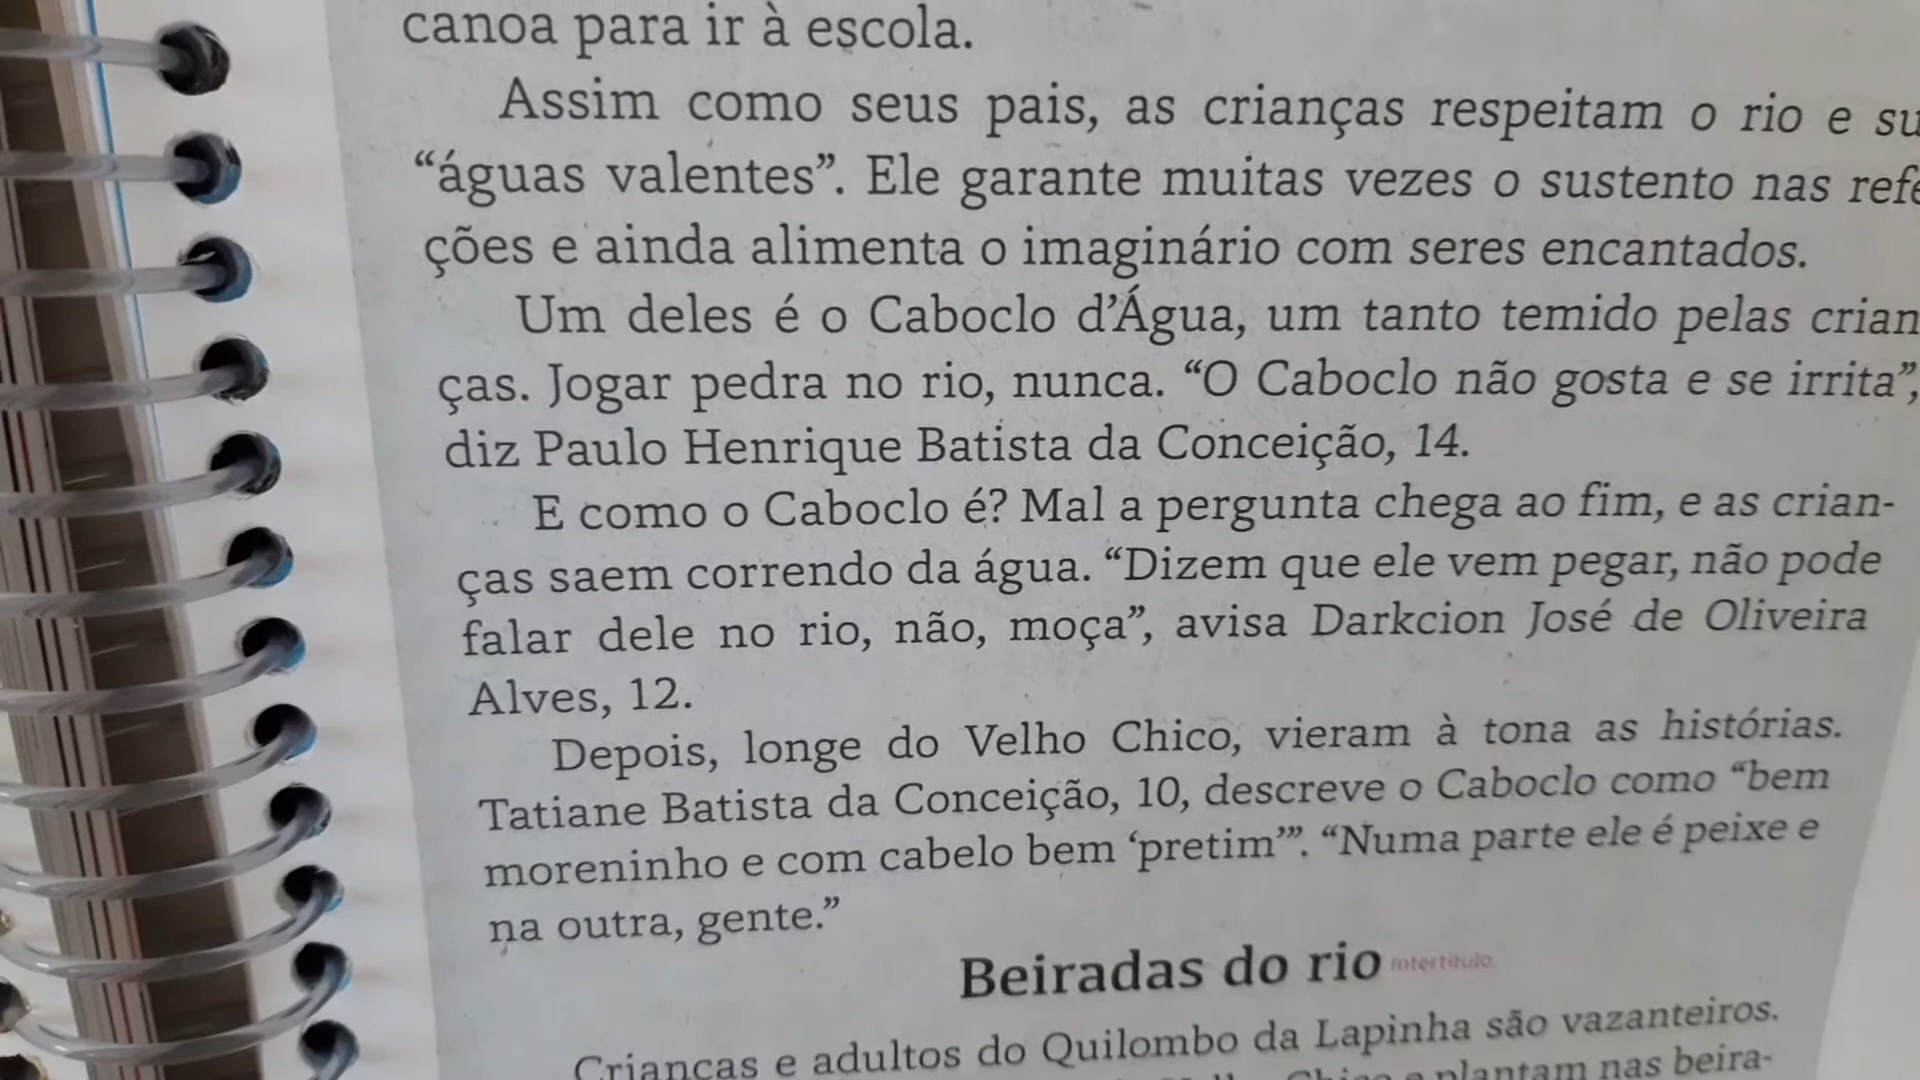 canoa para ir à escola.
Assim como seus pais, as crianças respeitam o rio e su
“águas valentes”. Ele garante muitas vezes o sustento nas refe
ções e ainda alimenta o imaginário com seres encantados.
Um deles é o Caboclo d’Água, um tanto temido pelas crian
ças. Jogar pedra no rio, nunca. “O Caboclo não gosta e se irrita”,
diz Paulo Henrique Batista da Conceição, 14.
E como o Caboclo é? Mal a pergunta chega ao fim, e as crian-
ças saem correndo da água. “Dizem que ele vem pegar, não pode
falar dele no rio, não, moça”, avisa Darkcion José de Oliveira
Alves, 12.
Depois, longe do Velho Chico, vieram à tona as histórias.
Tatiane Batista da Conceição, 10, descreve o Caboclo como “bem
moreninho e com cabelo bem ‘pretim’”. “Numa parte ele é peixe e
na outra, gente.”
Beiradas do rio Intertítulo.
Crianças e adultos do Quilombo da Lapinha são vazanteiros.
Chico e plantam nas beira-